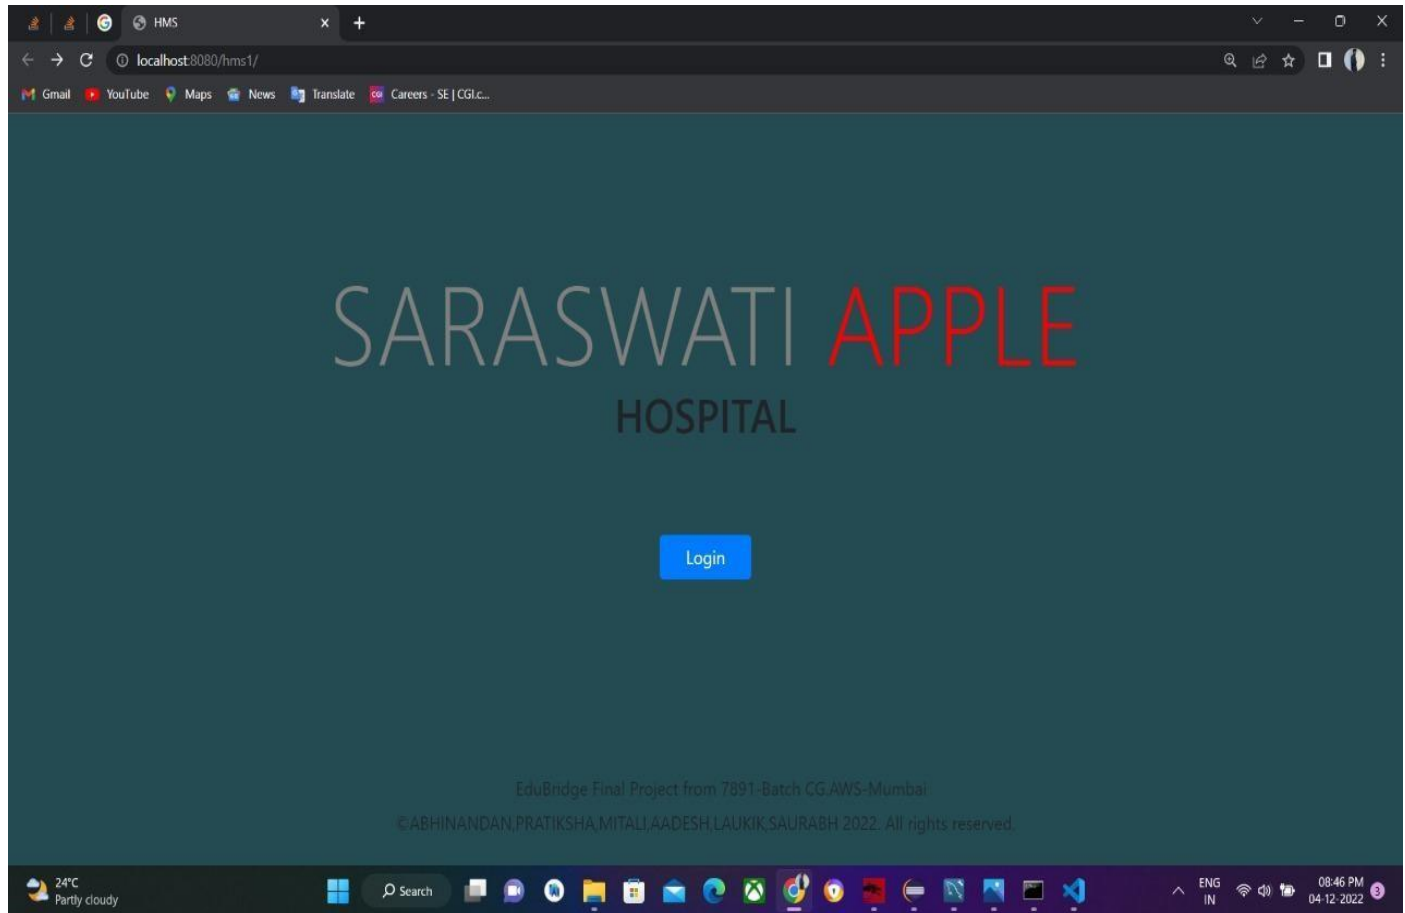 HMS
localhost:8080/hms1/
Gmail YouTube Maps News Translate CGI Careers - SE | CGI.c...
SARASWATI APPLE
HOSPITAL
Login
EduBridge Final Project from 7891-Batch CG,AWS-Mumbai
©ABHINANDAN,PRATIKSHA,MITALI,AADESH,LAUKIK,SAURABH 2022. All rights reserved.
24°C
Partly cloudy
Search
ENG
IN
08:46 PM
04-12-2022
3